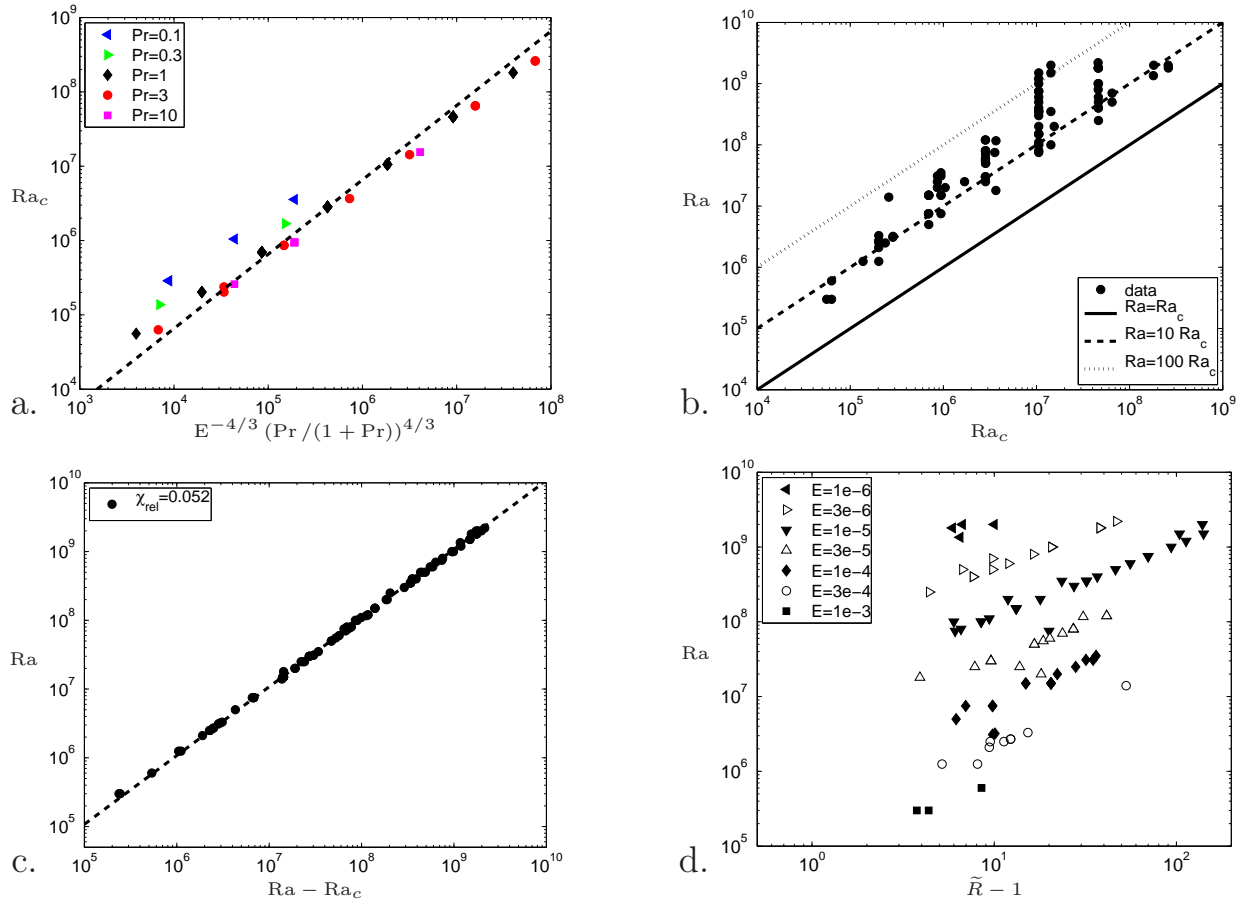 10^9
10^8
10^7
Ra_c
10^6
10^5
10^4
10^3 10^4 10^5 10^6 10^7 10^8
E^{−4/3} (Pr /(1 + Pr))^{4/3}
Pr=0.1
Pr=0.3
Pr=1
Pr=3
Pr=10
a.
10^10
10^9
10^8
Ra
10^7
10^6
10^5
10^4
10^4 10^5 10^6 10^7 10^8 10^9
Ra_c
data
Ra=Ra_c
Ra=10 Ra_c
Ra=100 Ra_c
b.
10^10
10^9
10^8
Ra
10^7
10^6
10^5
10^5 10^6 10^7 10^8 10^9 10^10
Ra − Ra_c
χ_rel=0.052
c.
10^10
10^9
10^8
Ra
10^7
10^6
10^5
10^0 10^1 10^2
R̃ − 1
E=1e−6
E=3e−6
E=1e−5
E=3e−5
E=1e−4
E=3e−4
E=1e−3
d.